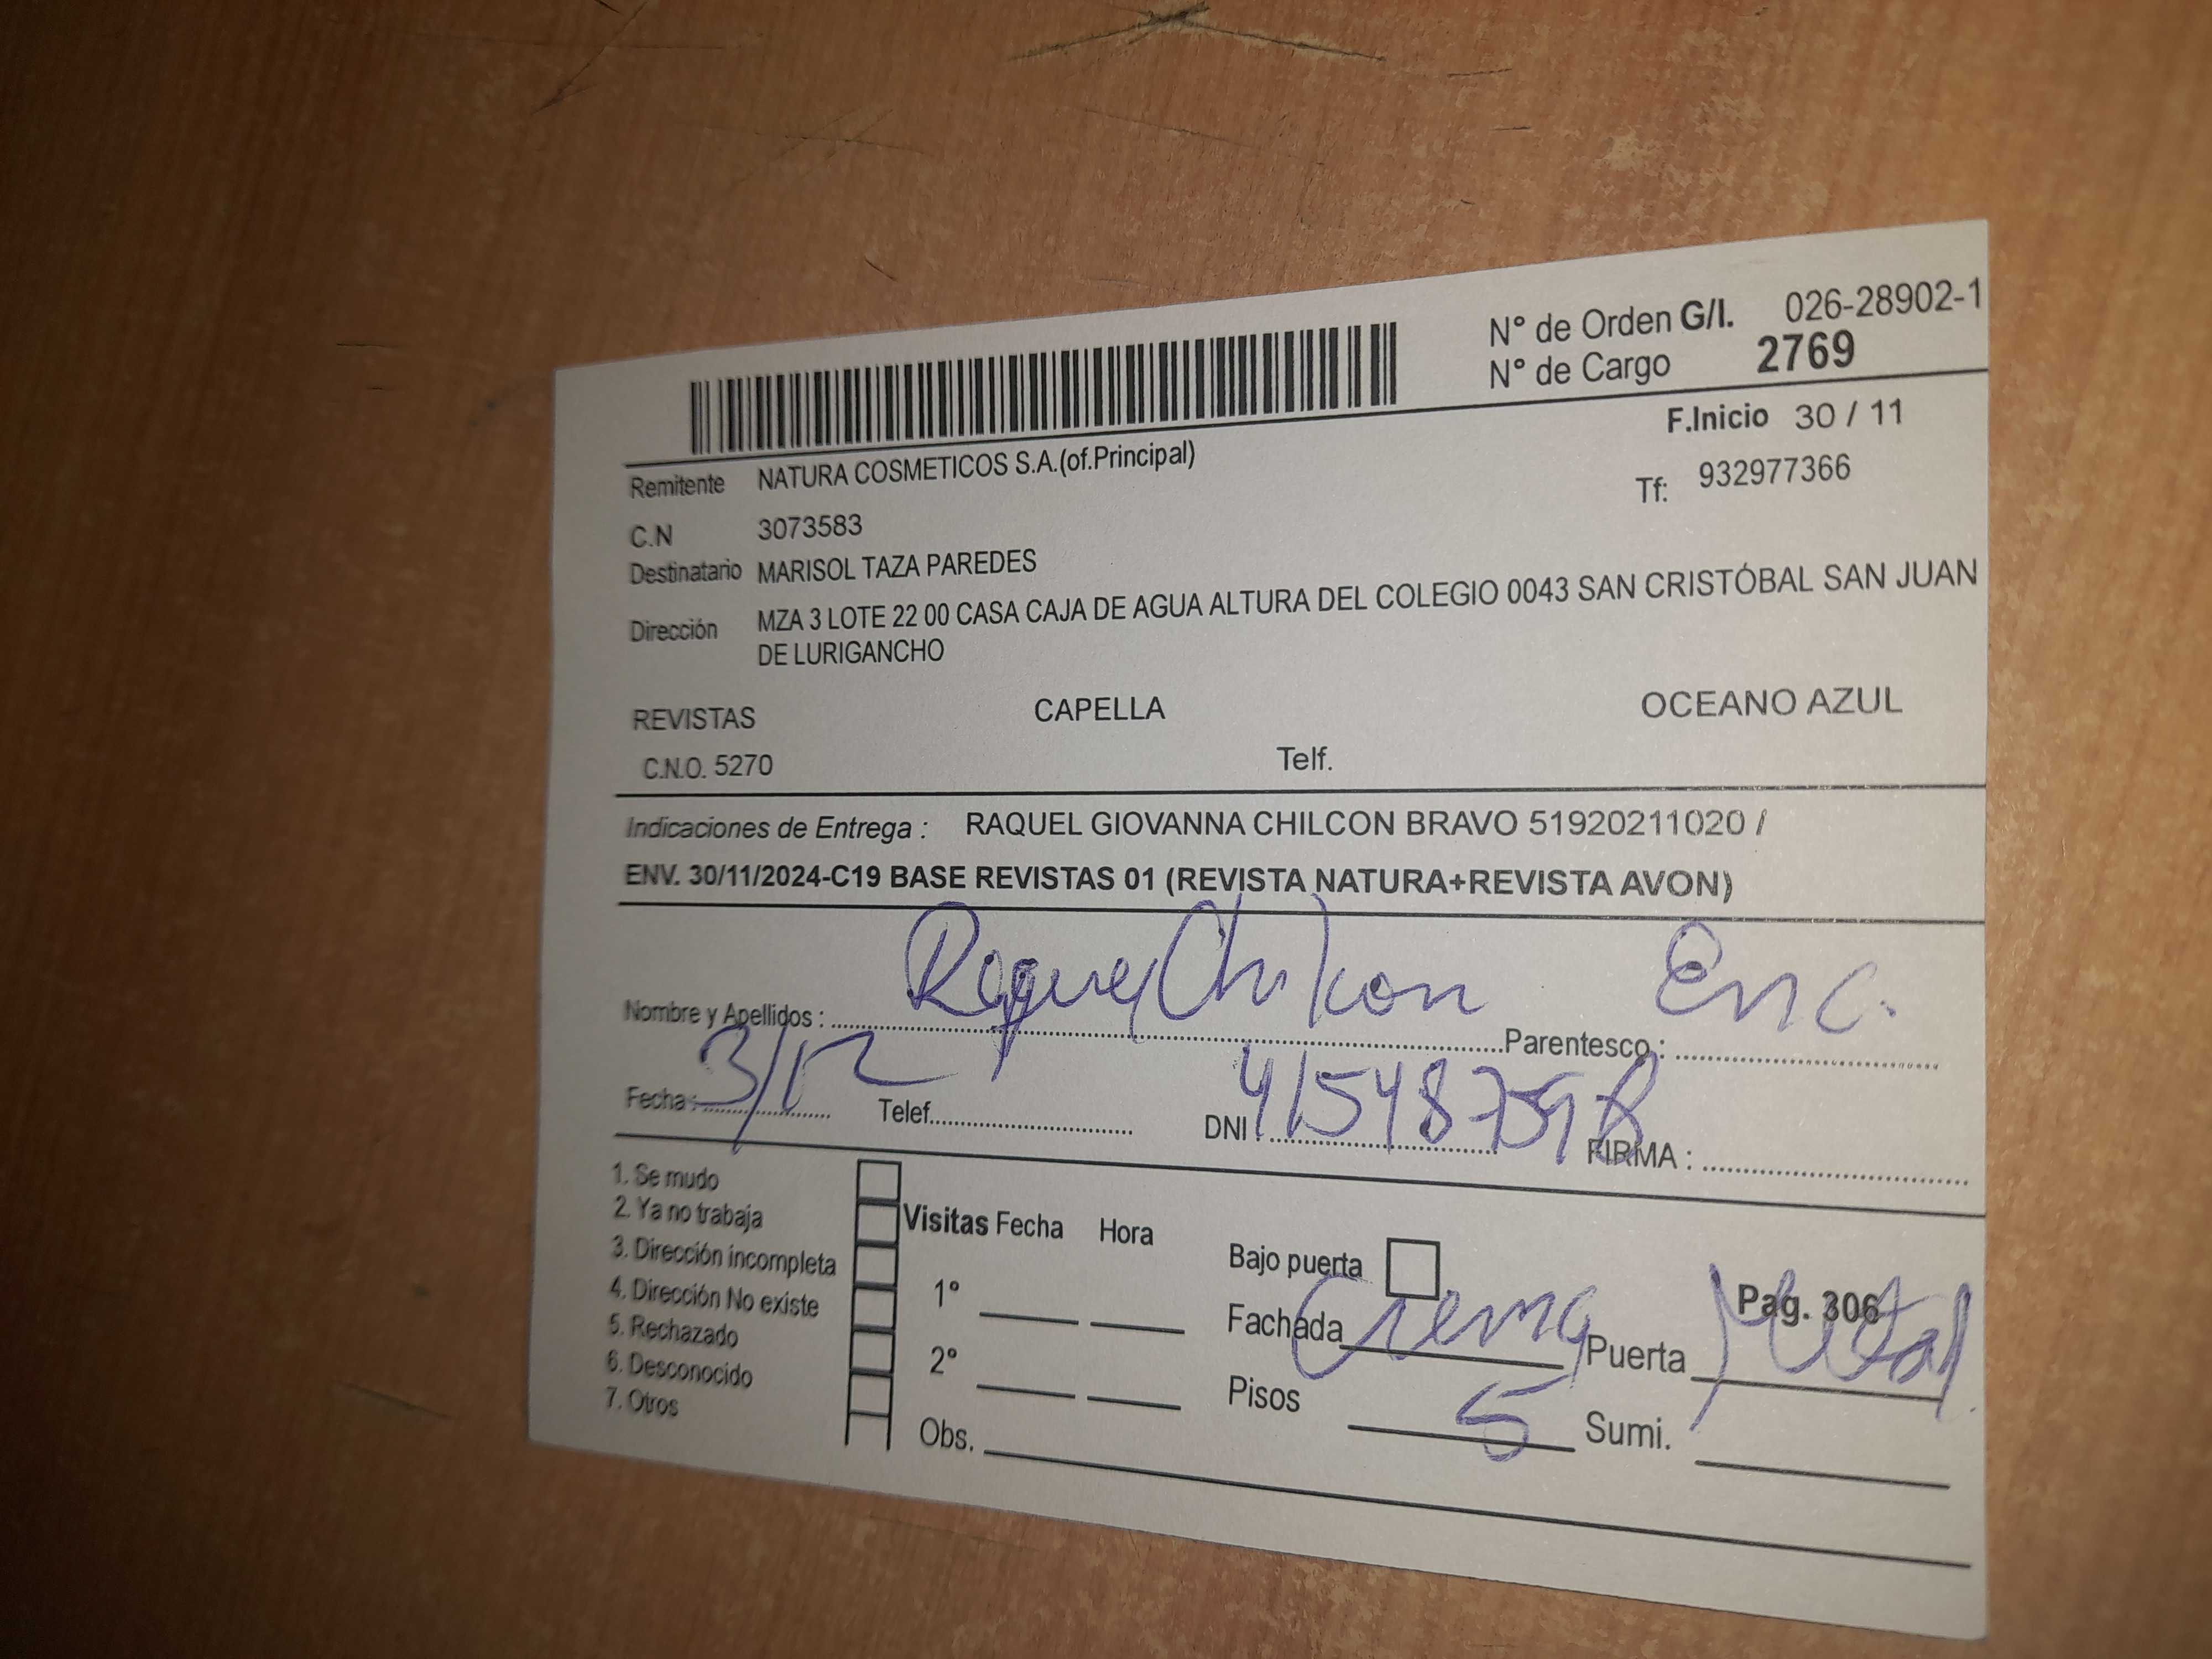 N° de Orden G/I. 026-28902-1
N° de Cargo 2769
F.Inicio 30 / 11
Remitente NATURA COSMETICOS S.A.(of.Principal)
Tf: 932977366
C.N 3073583
Destinatario MARISOL TAZA PAREDES
Dirección MZA 3 LOTE 22 00 CASA CAJA DE AGUA ALTURA DEL COLEGIO 0043 SAN CRISTÓBAL SAN JUAN
DE LURIGANCHO
REVISTAS CAPELLA OCEANO AZUL
C.N.O. 5270 Telf.
Indicaciones de Entrega : RAQUEL GIOVANNA CHILCON BRAVO 51920211020 /
ENV. 30/11/2024-C19 BASE REVISTAS 01 (REVISTA NATURA+REVISTA AVON)
Nombre y Apellidos : Raquel Chilcon Parentesco : Enc.
Fecha : 3/12 Telef. DNI : FIRMA :
1. Se mudo
2. Ya no trabaja
3. Dirección incompleta
4. Dirección No existe
5. Rechazado
6. Desconocido
7. Otros
Visitas Fecha Hora
1°
2°
Obs.
Bajo puerta
Pag. 306
Fachada Crema Puerta Metal
Pisos 5 Sumi.